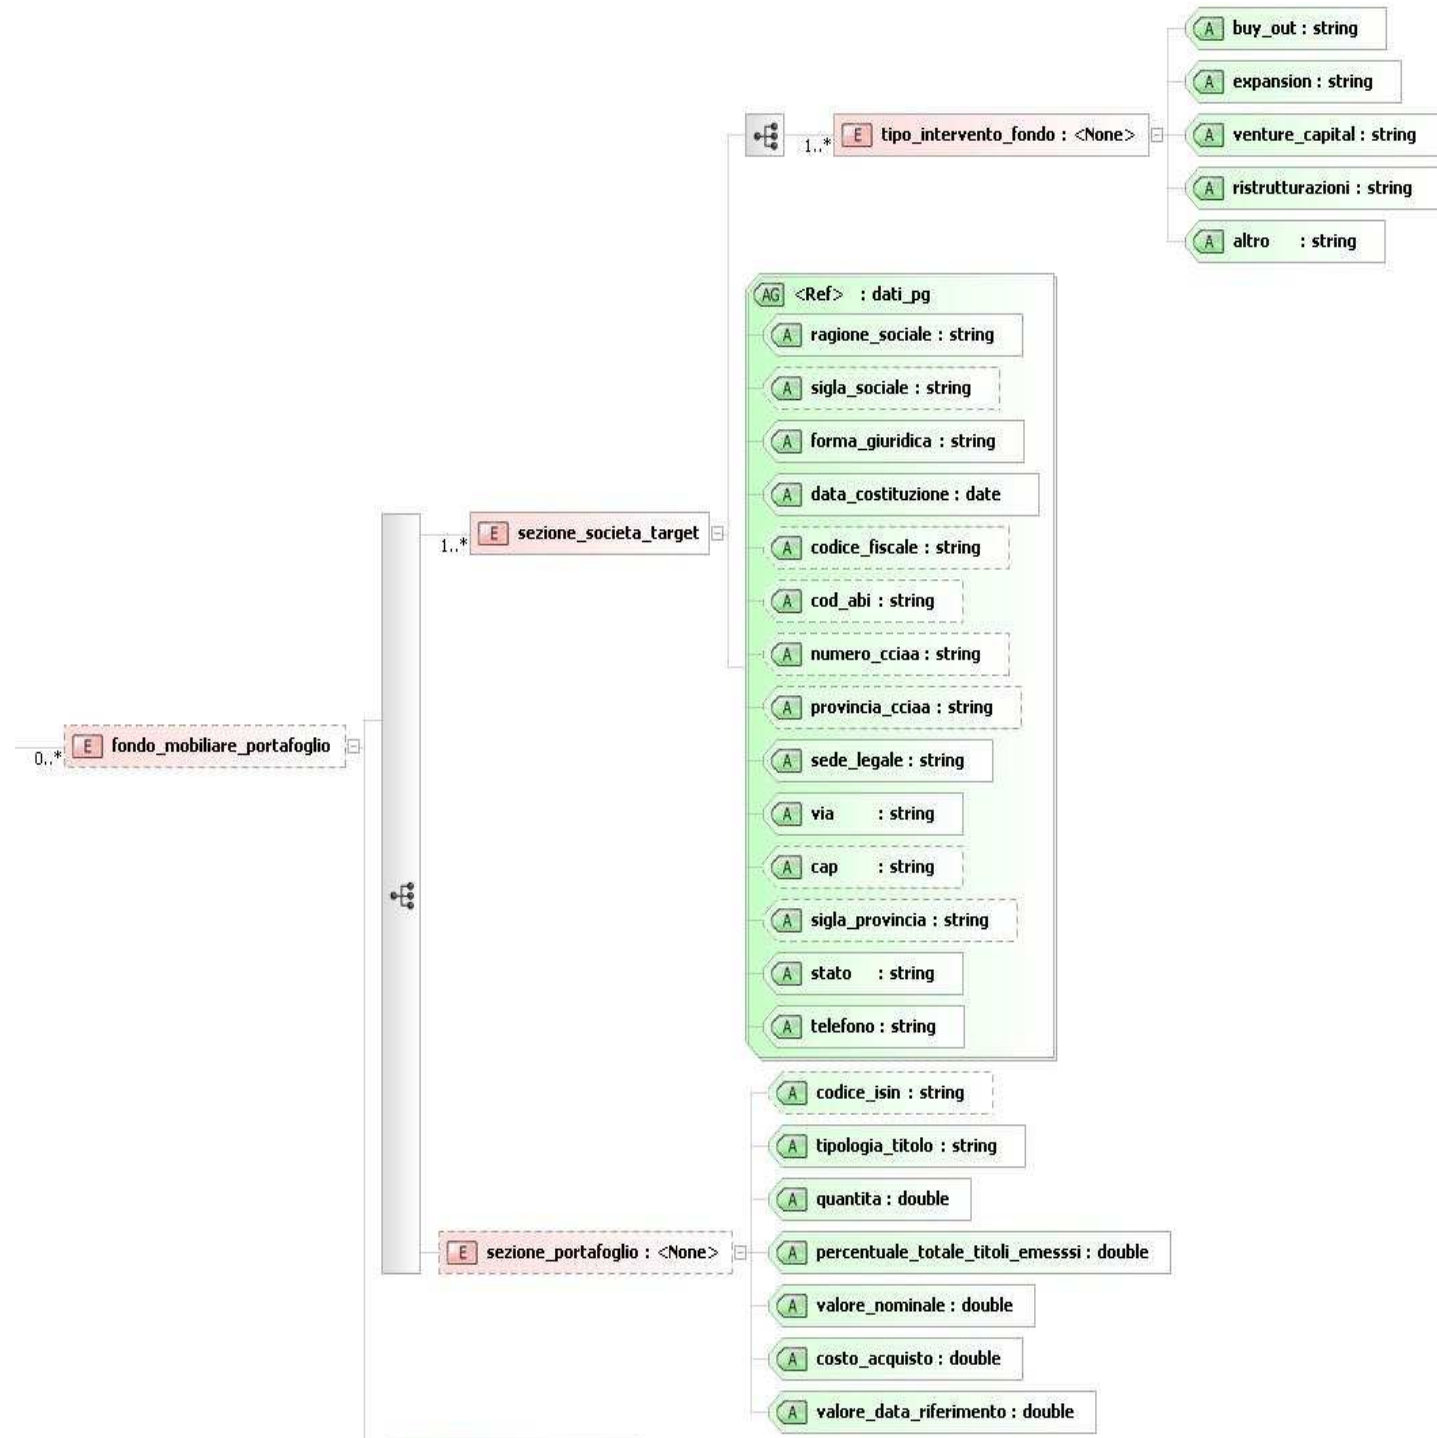 A buy_out : string
A expansion : string
1..* E tipo_intervento_fondo : <None> A venture_capital : string
A ristrutturazioni : string
A altro : string
AG <Ref> : dati_pg
A ragione_sociale : string
A sigla_sociale : string
A forma_giuridica : string
A data_costituzione : date
1..* E sezione_societa_target
A codice_fiscale : string
A cod_abi : string
A numero_cciaa : string
A provincia_cciaa : string
0..* E fondo_mobiliare_portafoglio
A sede_legale : string
A via : string
A cap : string
A sigla_provincia : string
A stato : string
A telefono : string
A codice_isin : string
A tipologia_titolo : string
A quantita : double
E sezione_portafoglio : <None> A percentuale_totale_titoli_emesssi : double
A valore_nominale : double
A costo_acquisto : double
A valore_data_riferimento : double